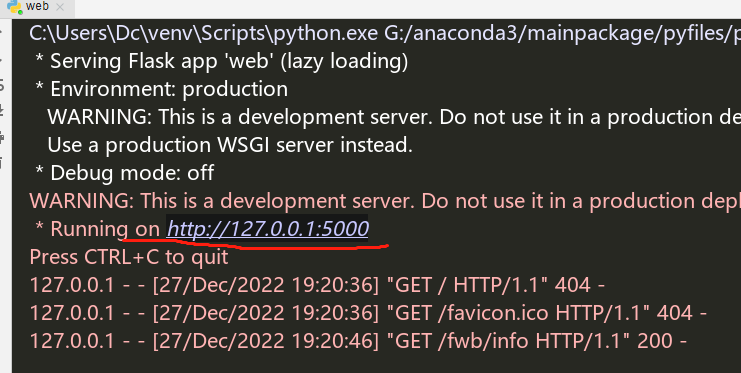 web
C:\Users\Dc\venv\Scripts\python.exe G:/anaconda3/mainpackage/pyfiles/p
* Serving Flask app 'web' (lazy loading)
* Environment: production
WARNING: This is a development server. Do not use it in a production de
Use a production WSGI server instead.
* Debug mode: off
WARNING: This is a development server. Do not use it in a production depl
* Running on http://127.0.0.1:5000
Press CTRL+C to quit
127.0.0.1 - - [27/Dec/2022 19:20:36] "GET / HTTP/1.1" 404 -
127.0.0.1 - - [27/Dec/2022 19:20:36] "GET /favicon.ico HTTP/1.1" 404 -
127.0.0.1 - - [27/Dec/2022 19:20:46] "GET /fwb/info HTTP/1.1" 200 -